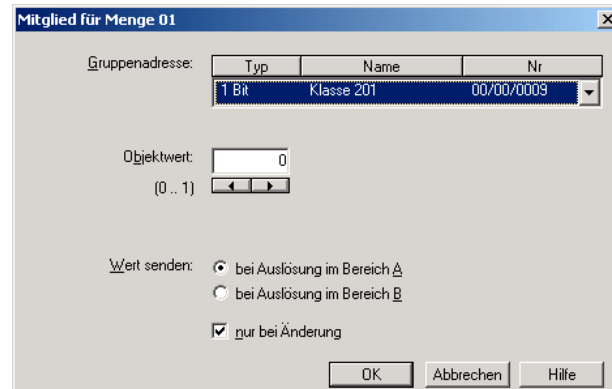 Mitglied für Menge 01
Gruppenadresse: Typ Name Nr
1 Bit Klasse 201 00/00/0009
Objektwert: 0
(0 .. 1)
Wert senden: bei Auslösung im Bereich A
bei Auslösung im Bereich B
nur bei Änderung
OK Abbrechen Hilfe